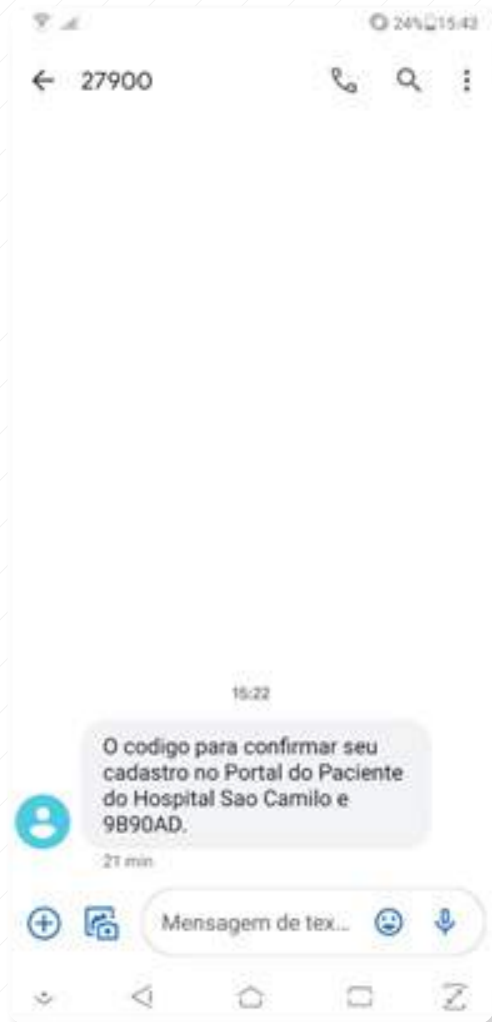 24% 15:43
27900
15:22
O codigo para confirmar seu
cadastro no Portal do Paciente
do Hospital Sao Camilo e
9B90AD.
21 min
Mensagem de tex...